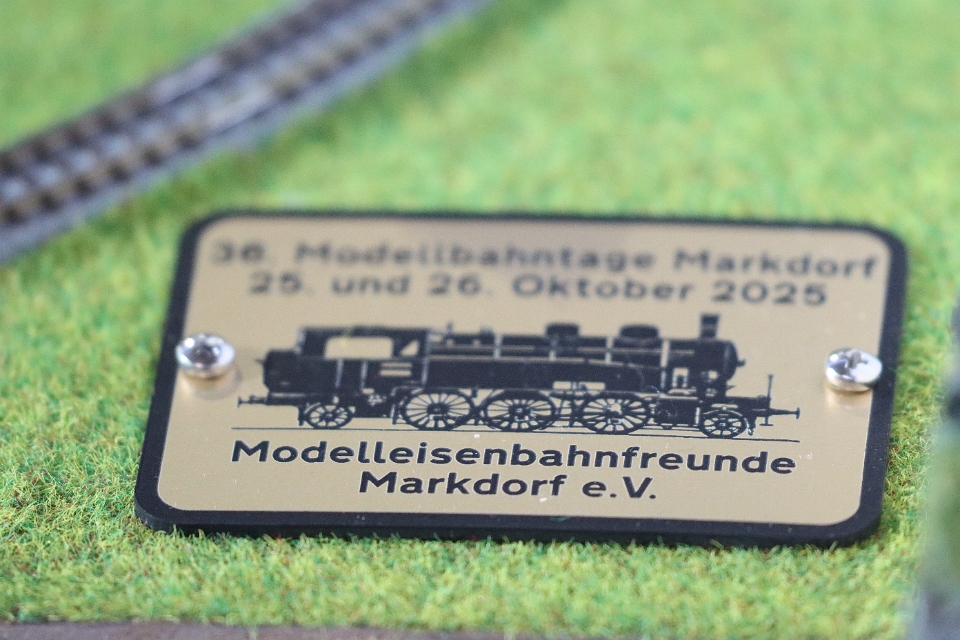 36. Modellbahntage Markdorf
25. und 26. Oktober 2025
Modelleisenbahnfreunde
Markdorf e.V.